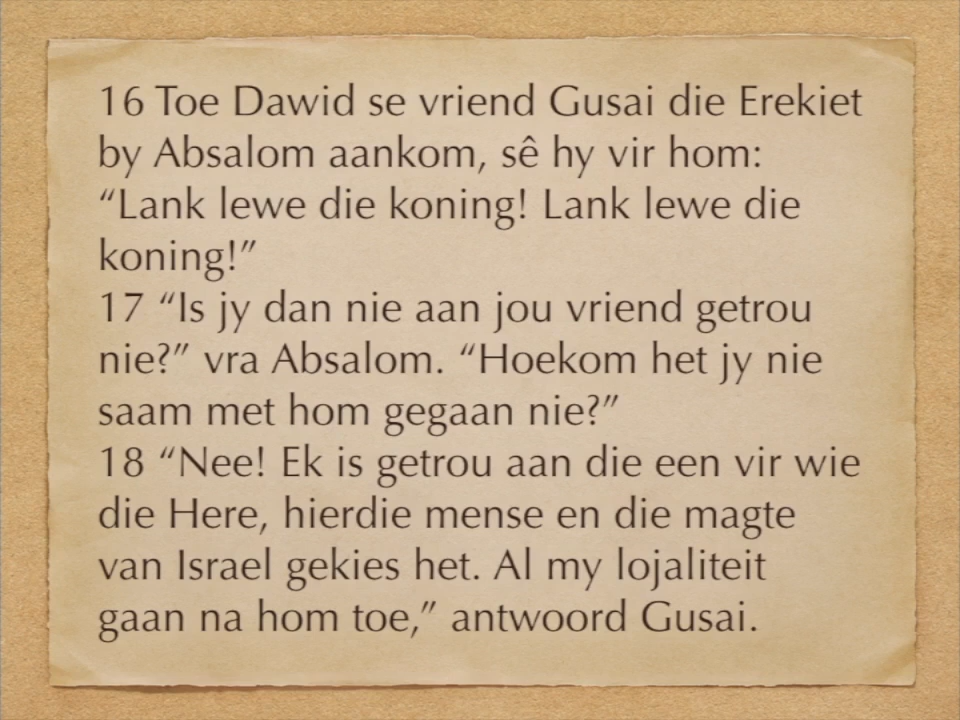 16 Toe Dawid se vriend Gusai die Erekiet
by Absalom aankom, sê hy vir hom:
“Lank lewe die koning! Lank lewe die
koning!”
17 “Is jy dan nie aan jou vriend getrou
nie?” vra Absalom. “Hoekom het jy nie
saam met hom gegaan nie?”
18 “Nee! Ek is getrou aan die een vir wie
die Here, hierdie mense en die magte
van Israel gekies het. Al my lojaliteit
gaan na hom toe,” antwoord Gusai.